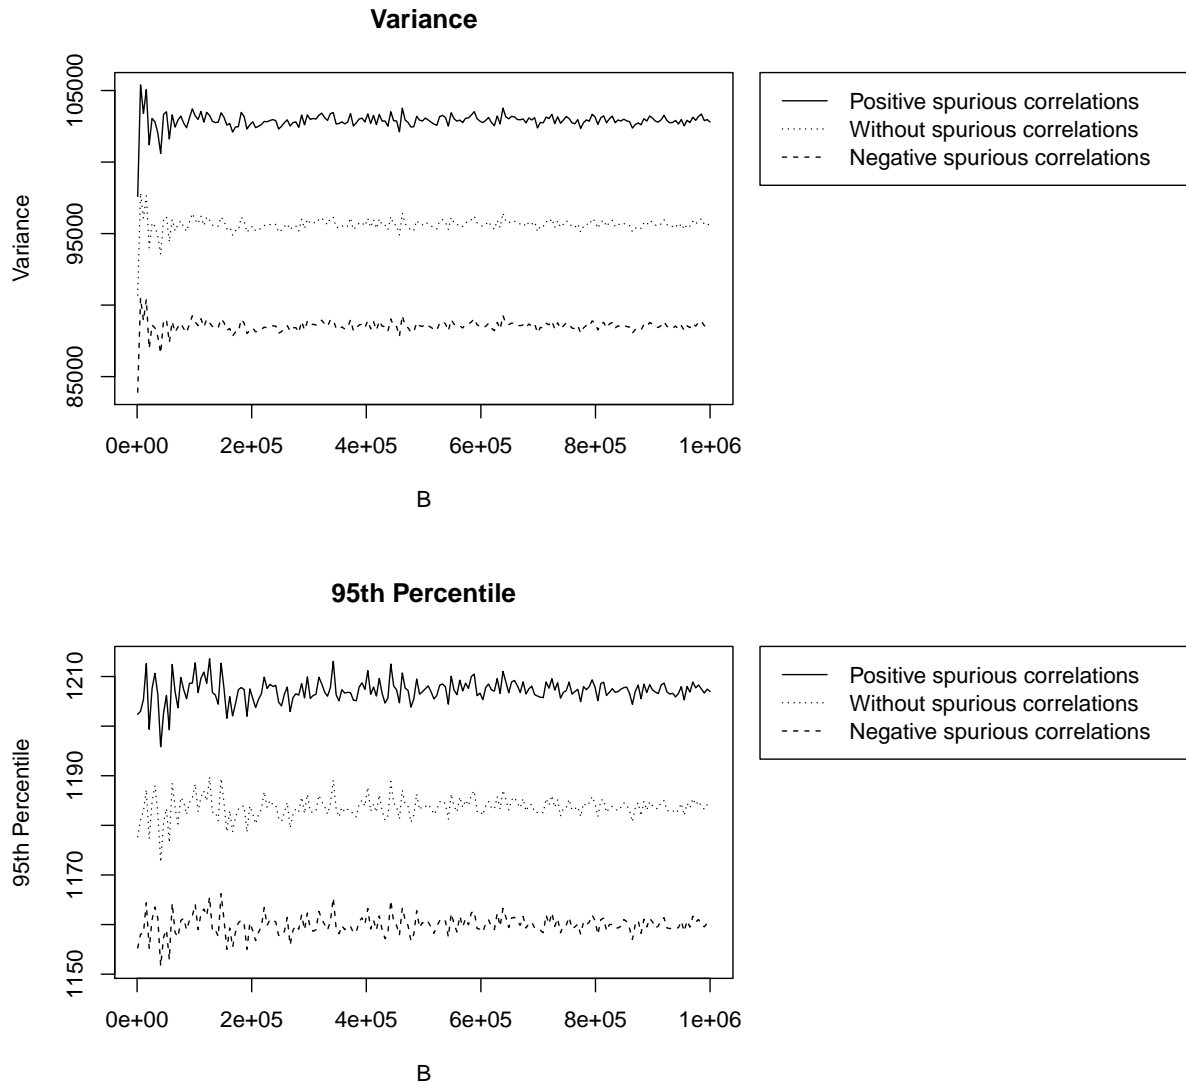 Variance
105000
95000
85000
Variance
0e+00 2e+05 4e+05 6e+05 8e+05 1e+06
B
Positive spurious correlations
Without spurious correlations
Negative spurious correlations
95th Percentile
1210
1190
1170
1150
95th Percentile
0e+00 2e+05 4e+05 6e+05 8e+05 1e+06
B
Positive spurious correlations
Without spurious correlations
Negative spurious correlations